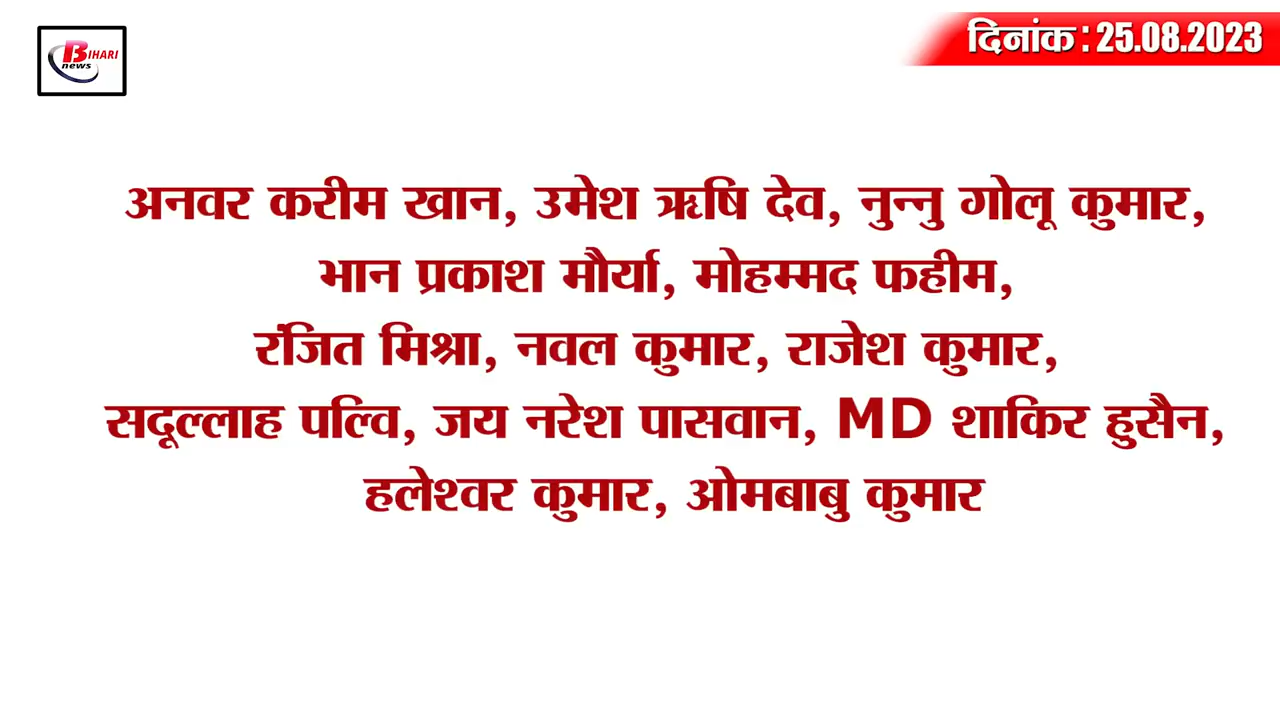 BIHARI
news
दिनांक : 25.08.2023
अनवर करीम खान, उमेश ऋषि देव, नुन्नु गोलू कुमार,
भान प्रकाश मौर्या, मोहम्मद फहीम,
रंजित मिश्रा, नवल कुमार, राजेश कुमार,
सदूल्लाह पल्वि, जय नरेश पासवान, MD शाकिर हुसैन,
हलेश्वर कुमार, ओमबाबु कुमार